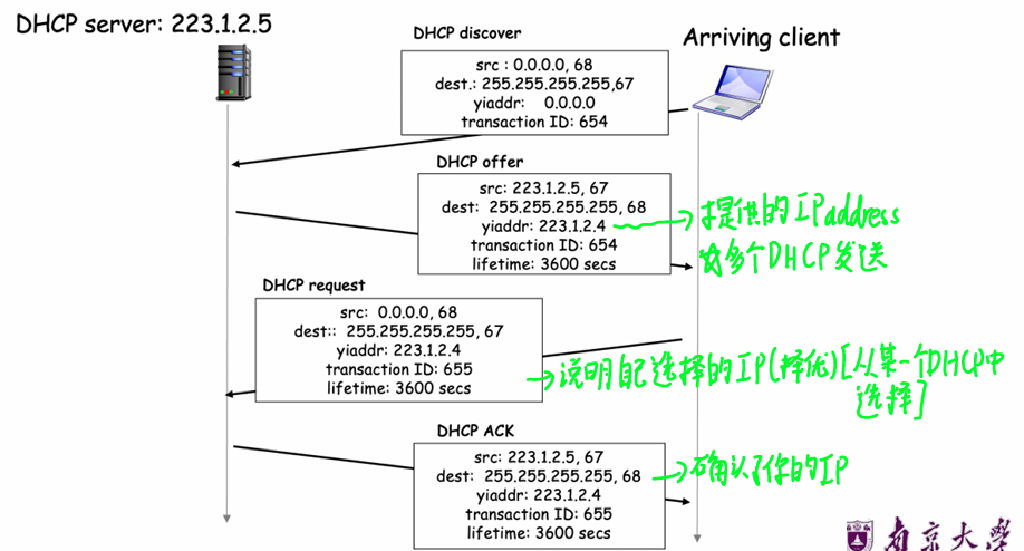 DHCP server: 223.1.2.5
Arriving client
DHCP discover
src : 0.0.0.0, 68
dest.: 255.255.255.255,67
yiaddr: 0.0.0.0
transaction ID: 654
DHCP offer
src: 223.1.2.5, 67
dest: 255.255.255.255, 68
yiaddr: 223.1.2.4
transaction ID: 654
lifetime: 3600 secs
→提供的IPaddress
多个DHCP发送
DHCP request
src: 0.0.0.0, 68
dest:: 255.255.255.255, 67
yiaddr: 223.1.2.4
transaction ID: 655
lifetime: 3600 secs
→说明自己选择的IP(择优)[从某一个DHCP中
选择]
DHCP ACK
src: 223.1.2.5, 67
dest: 255.255.255.255, 68
yiaddr: 223.1.2.4
transaction ID: 655
lifetime: 3600 secs
→确认了你的IP
南京大学